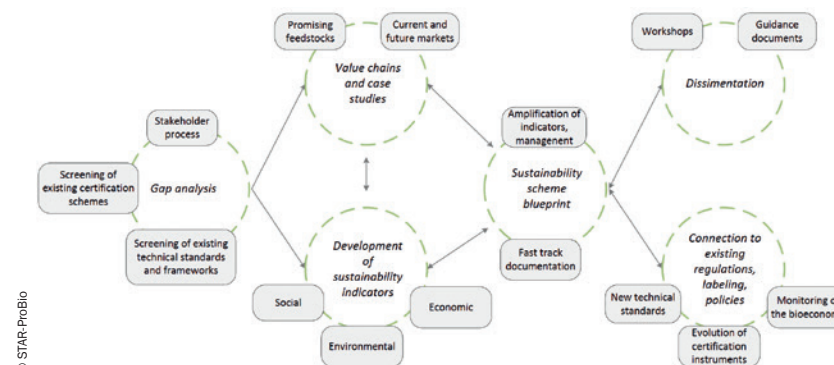 Promising
feedstocks
Current and
future markets
Value chains
and case
studies
Stakeholder
process
Screening of
existing certification
schemes
Gap analysis
Screening of existing
technical standards
and frameworks
Development
of
sustainability
indicators
Social
Economic
Environmental
Amplification of
indicators,
management
Sustainability
scheme
blueprint
Fast track
documentation
Workshops
Guidance
documents
Dissimentation
Connection to
existing
regulations,
labeling,
policies
New technical
standards
Monitoring o
the bioeconom
Evolution of
certification
instruments
© STAR-ProBio